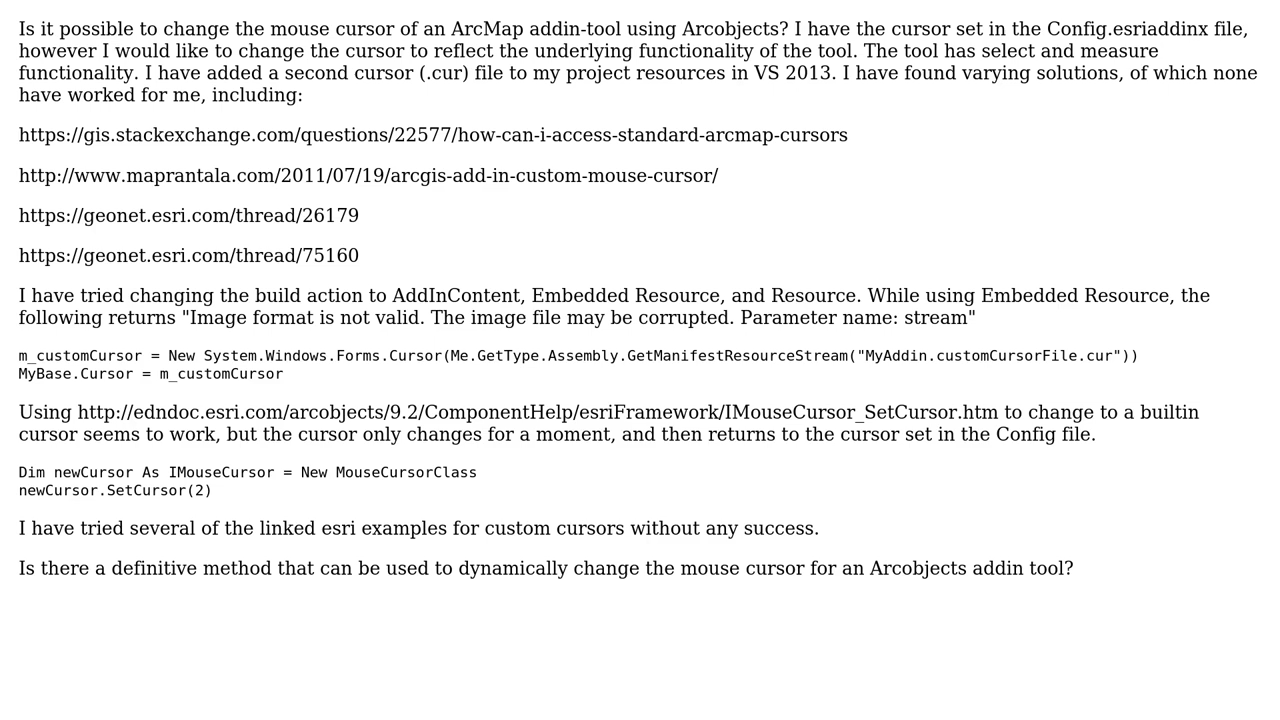 Is it possible to change the mouse cursor of an ArcMap addin-tool using Arcobjects? I have the cursor set in the Config.esriaddinx file,
however I would like to change the cursor to reflect the underlying functionality of the tool. The tool has select and measure
functionality. I have added a second cursor (.cur) file to my project resources in VS 2013. I have found varying solutions, of which none
have worked for me, including:
https://gis.stackexchange.com/questions/22577/how-can-i-access-standard-arcmap-cursors
http://www.maprantala.com/2011/07/19/arcgis-add-in-custom-mouse-cursor/
https://geonet.esri.com/thread/26179
https://geonet.esri.com/thread/75160
I have tried changing the build action to AddInContent, Embedded Resource, and Resource. While using Embedded Resource, the
following returns "Image format is not valid. The image file may be corrupted. Parameter name: stream"
m_customCursor = New System.Windows.Forms.Cursor(Me.GetType.Assembly.GetManifestResourceStream("MyAddin.customCursorFile.cur"))
MyBase.Cursor = m_customCursor
Using http://edndoc.esri.com/arcobjects/9.2/ComponentHelp/esriFramework/IMouseCursor_SetCursor.htm to change to a builtin
cursor seems to work, but the cursor only changes for a moment, and then returns to the cursor set in the Config file.
Dim newCursor As IMouseCursor = New MouseCursorClass
newCursor.SetCursor(2)
I have tried several of the linked esri examples for custom cursors without any success.
Is there a definitive method that can be used to dynamically change the mouse cursor for an Arcobjects addin tool?